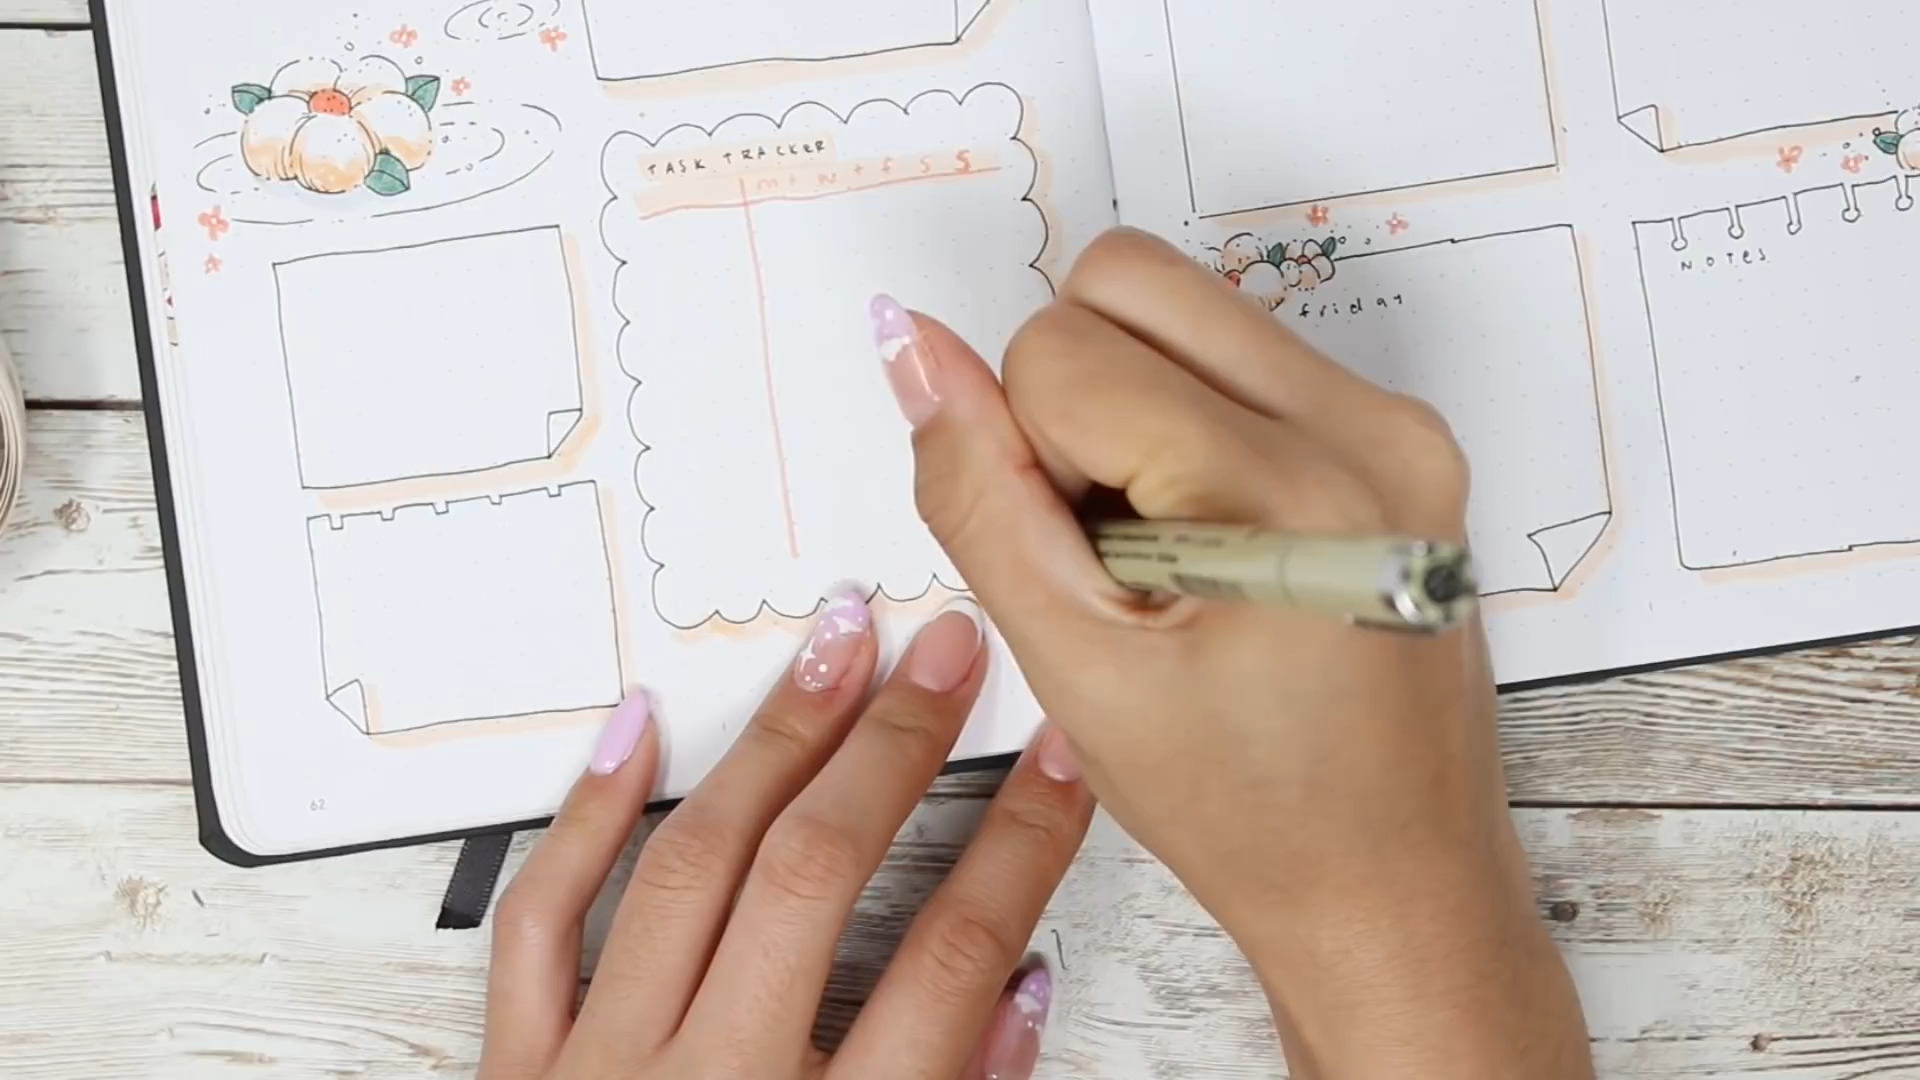 TASK TRACKER
m t w t f s s
friday
NOTES
62